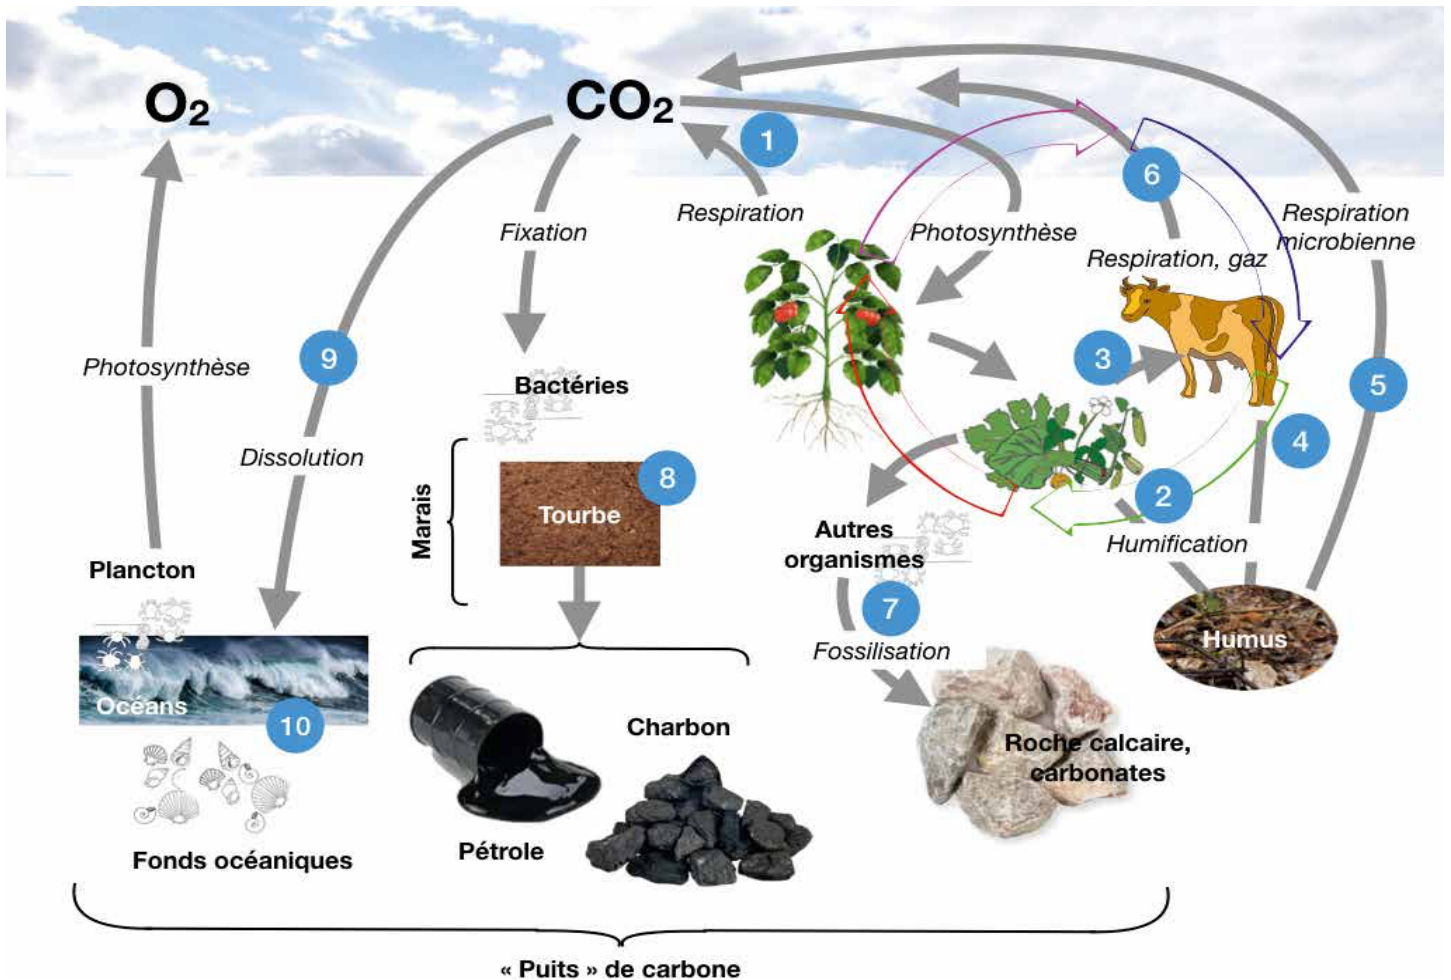 O2
CO2
1
6
Respiration
Fixation
Photosynthèse
Respiration
microbienne
Respiration, gaz
Photosynthèse
9
3
5
Bactéries
Dissolution
4
Marais
8
Tourbe
2
Autres
organismes
Humification
Plancton
7
Fossilisation
Humus
Océans
10
Charbon
Roche calcaire,
carbonates
Pétrole
Fonds océaniques
« Puits » de carbone